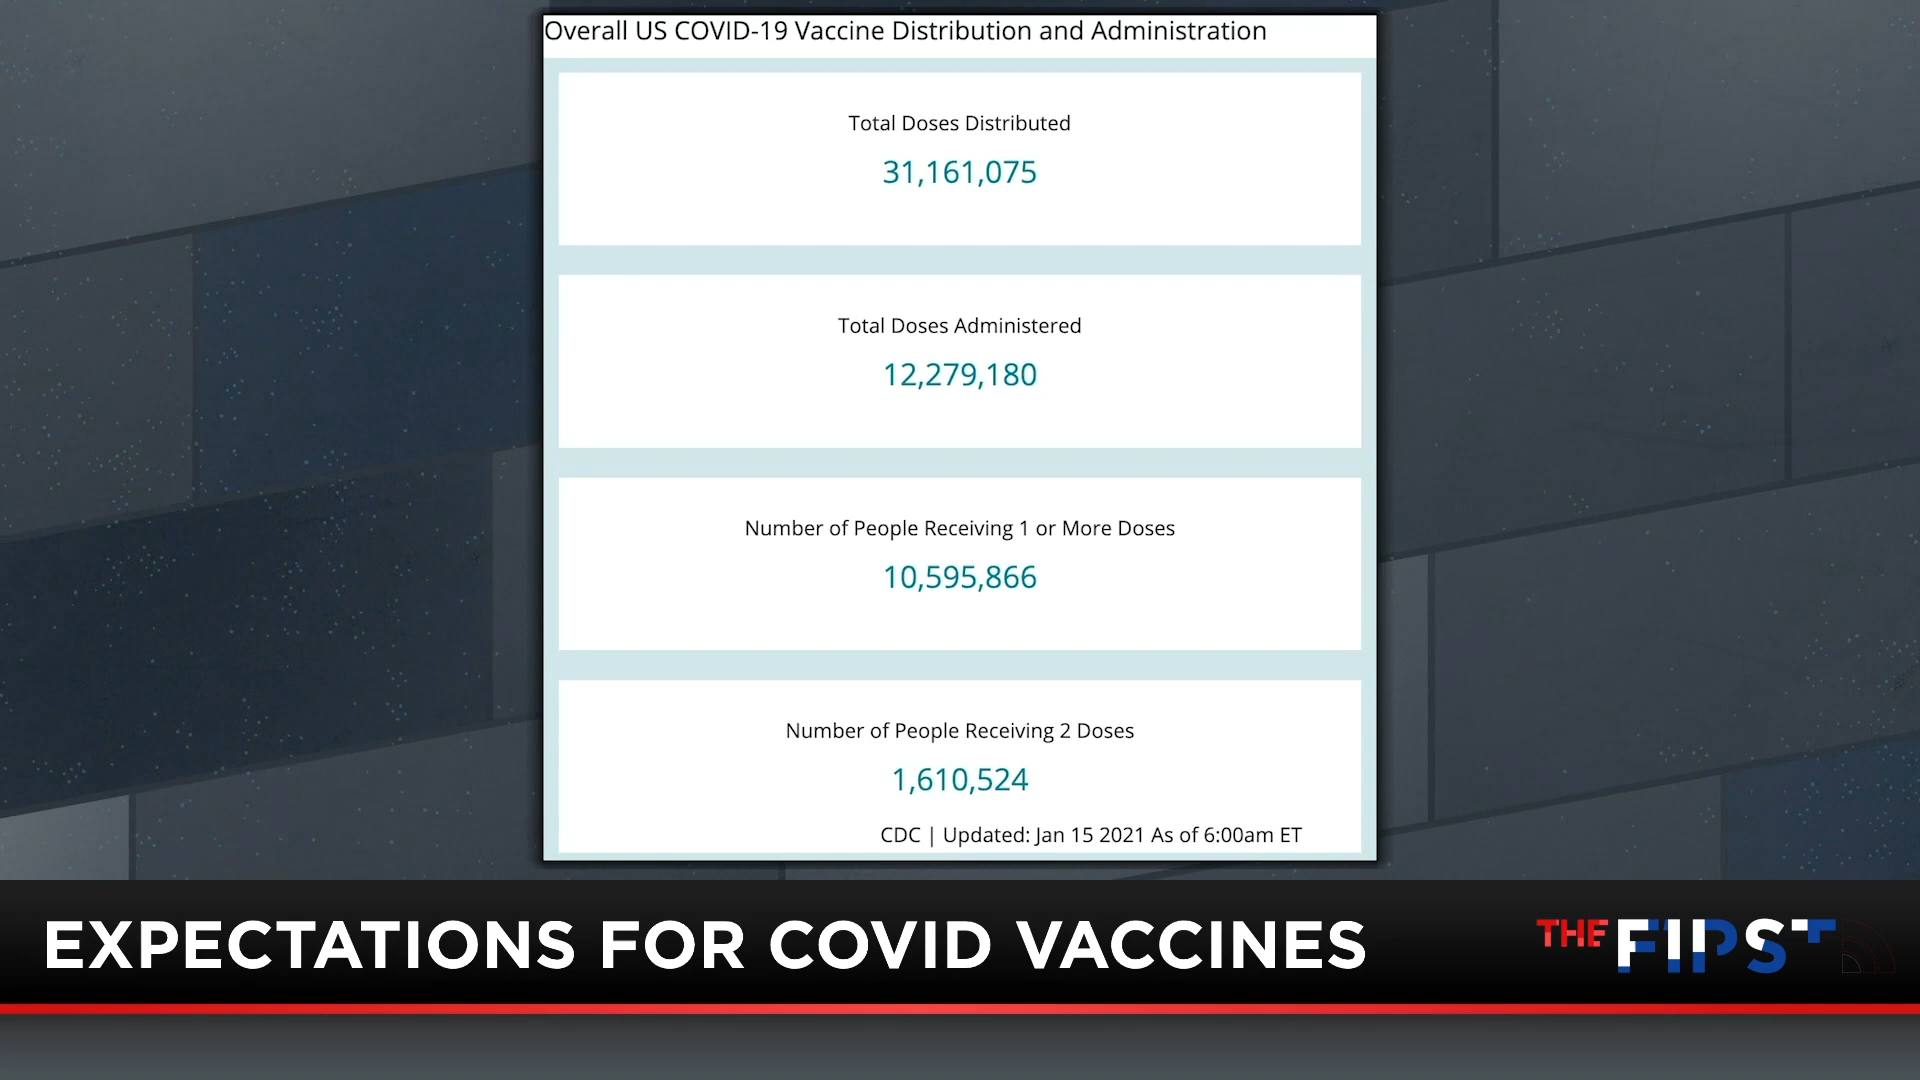 Overall US COVID-19 Vaccine Distribution and Administration
Total Doses Distributed
31,161,075
Total Doses Administered
12,279,180
Number of People Receiving 1 or More Doses
10,595,866
Number of People Receiving 2 Doses
1,610,524
CDC | Updated: Jan 15 2021 As of 6:00am ET
EXPECTATIONS FOR COVID VACCINES
THE FIRST